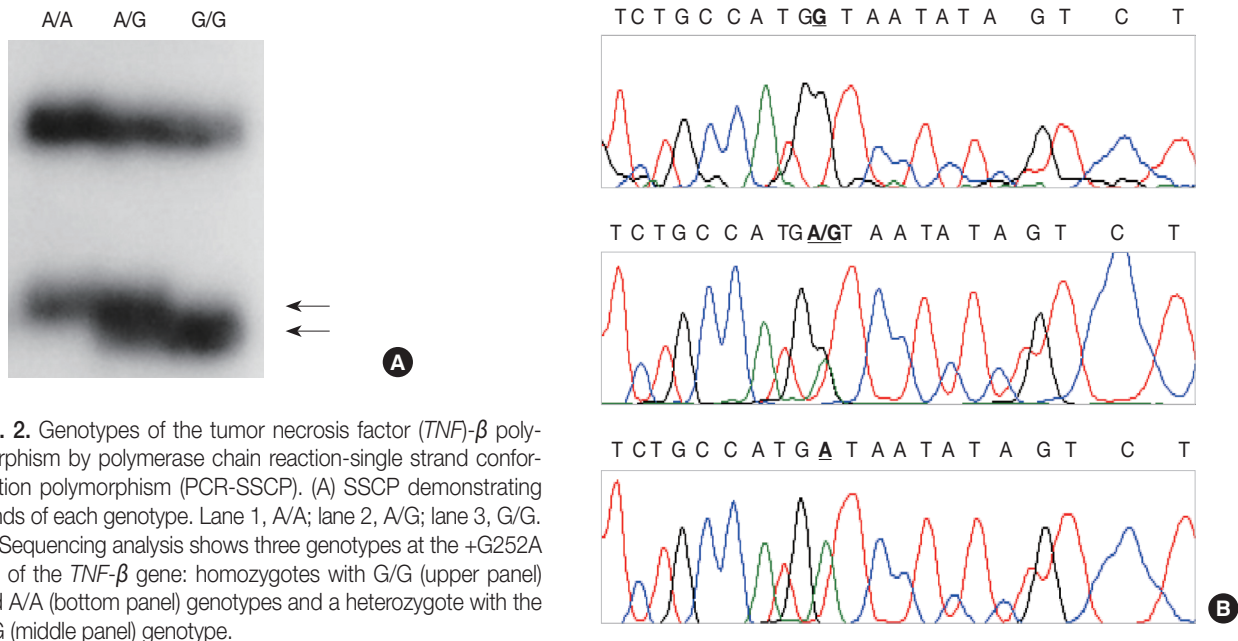 A/A A/G G/G
A
. 2. Genotypes of the tumor necrosis factor (TNF)-β poly-
rphism by polymerase chain reaction-single strand confor-
tion polymorphism (PCR-SSCP). (A) SSCP demonstrating
nds of each genotype. Lane 1, A/A; lane 2, A/G; lane 3, G/G.
Sequencing analysis shows three genotypes at the +G252A
of the TNF-β gene: homozygotes with G/G (upper panel)
d A/A (bottom panel) genotypes and a heterozygote with the
G (middle panel) genotype.
T C T G C C A T G G T A A T A T A G T C T
T C T G C C A T G A/G T A A T A T A G T C T
T C T G C C A T G A T A A T A T A G T C T
B